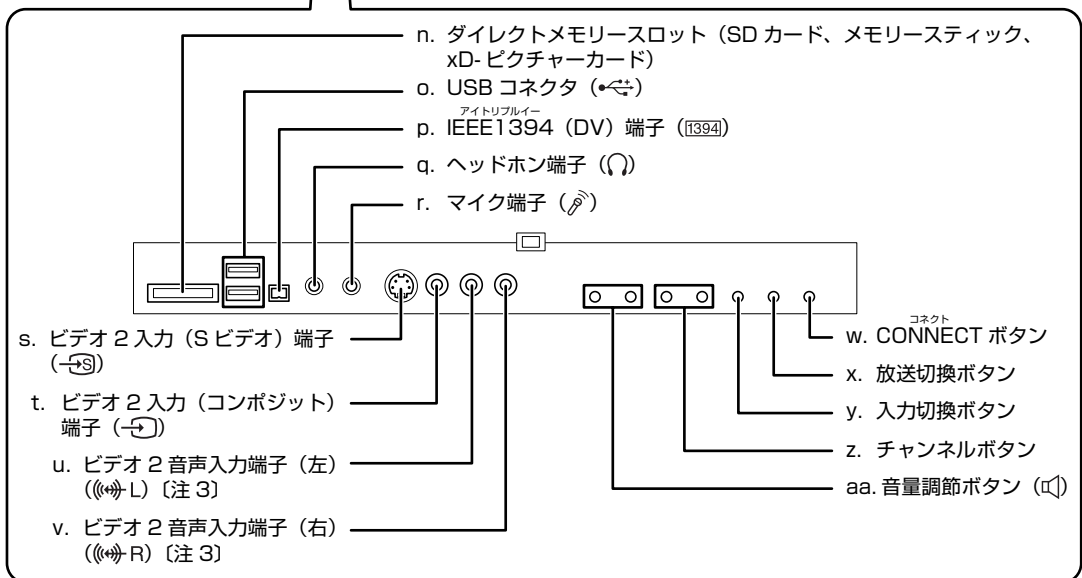 n. ダイレクトメモリースロット（SD カード、メモリースティック、
xD- ピクチャーカード）
o. USB コネクタ（）
アイトリプルイー
p. IEEE1394（DV）端子（1394）
q. ヘッドホン端子（）
r. マイク端子（）
s. ビデオ 2 入力（S ビデオ）端子
（S）
t. ビデオ 2 入力（コンポジット）
端子（）
u. ビデオ 2 音声入力端子（左）
（L）〔注 3〕
v. ビデオ 2 音声入力端子（右）
（R）〔注 3〕
コネクト
w. CONNECT ボタン
x. 放送切換ボタン
y. 入力切換ボタン
z. チャンネルボタン
aa. 音量調節ボタン（）